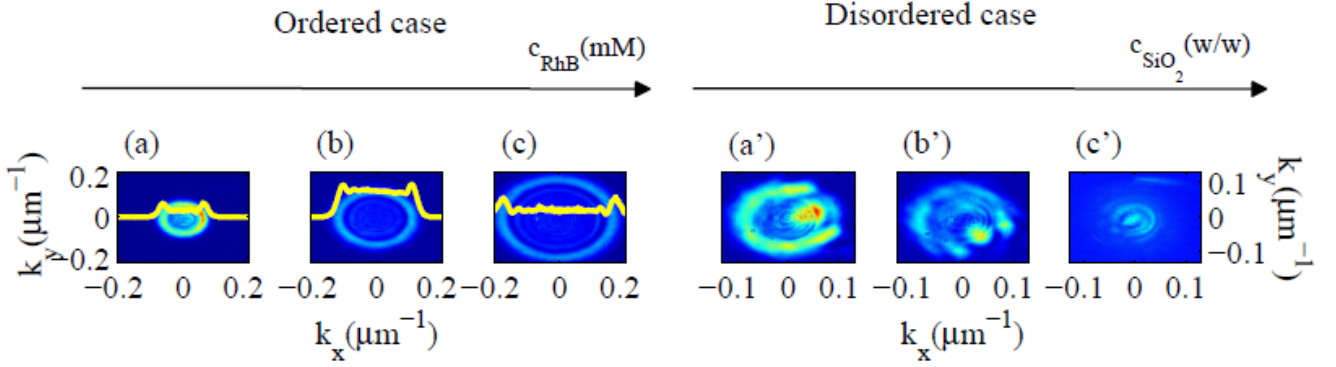 Ordered case
Disordered case
c_RhB (mM)
c_SiO_2 (w/w)
(a) (b) (c) (a’) (b’) (c’)
k_y (μm⁻¹)
0.2
0
−0.2
−0.2 0 0.2 −0.2 0 0.2 −0.2 0 0.2
k_x (μm⁻¹)
0.1
0
−0.1
k_y (μm⁻¹)
−0.1 0 0.1 −0.1 0 0.1 −0.1 0 0.1
k_x (μm⁻¹)